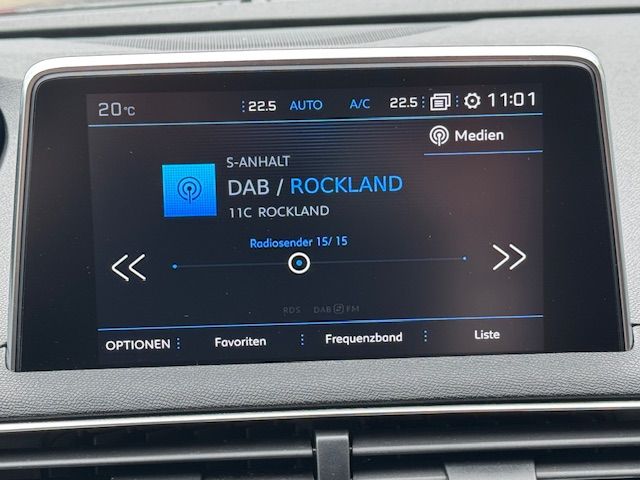 20°C 22.5 AUTO A/C 22.5 11:01
Medien
S-ANHALT
DAB / ROCKLAND
11C ROCKLAND
Radiosender 15/ 15
RDS DAB FM
OPTIONEN Favoriten Frequenzband Liste